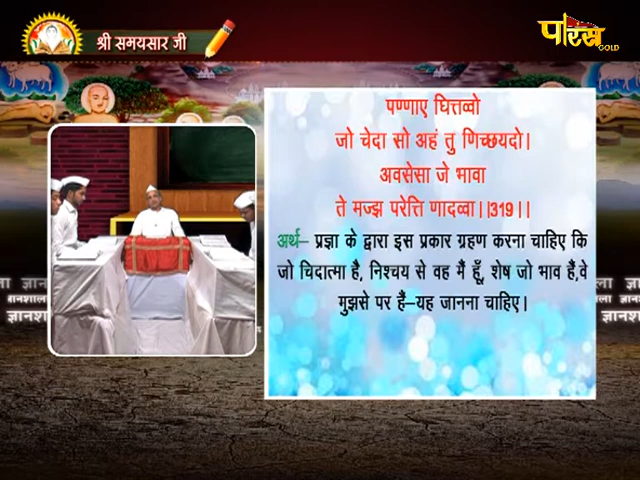 श्री समयसार जी
पारस
GOLD
पण्णाए घित्तव्वो
जो चेदा सो अहं तु णिच्छयदो।
अवसेसा जे भावा
ते मज्झ परेत्ति णादव्वा।।319।।
अर्थ– प्रज्ञा के द्वारा इस प्रकार ग्रहण करना चाहिए कि
जो चिदात्मा है, निश्चय से वह मैं हूँ, शेष जो भाव हैं,वे
मुझसे पर हैं–यह जानना चाहिए।